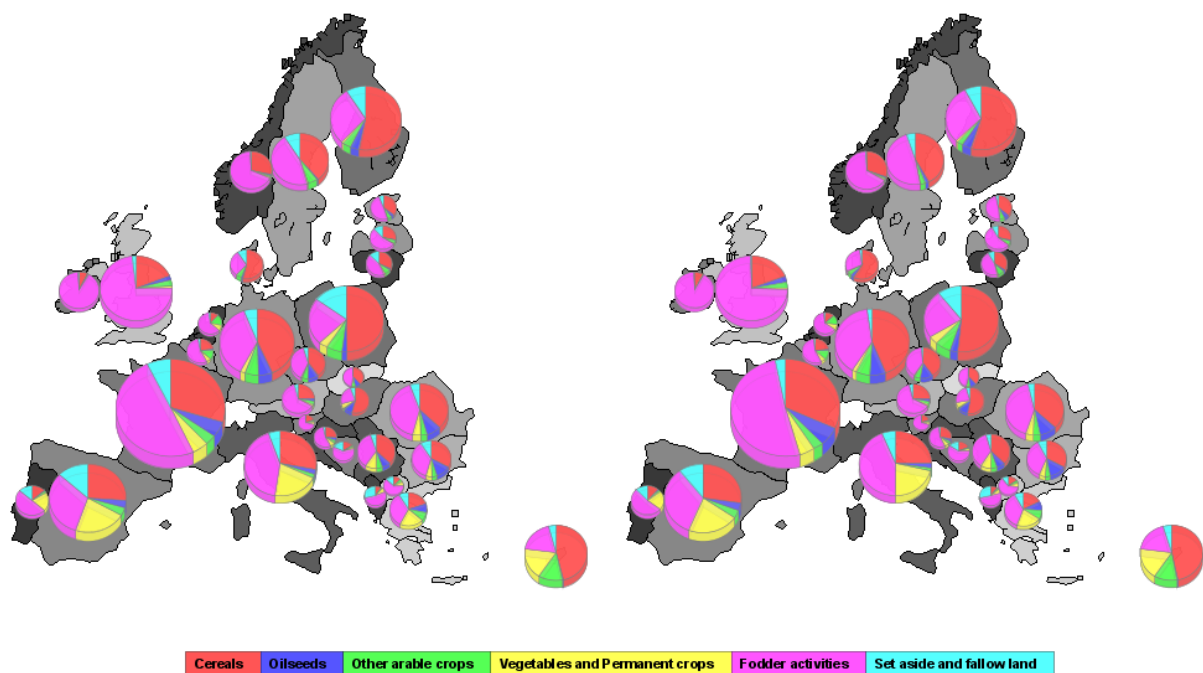 Cereals Oilseeds Other arable crops Vegetables and Permanent crops Fodder activities Set aside and fallow land